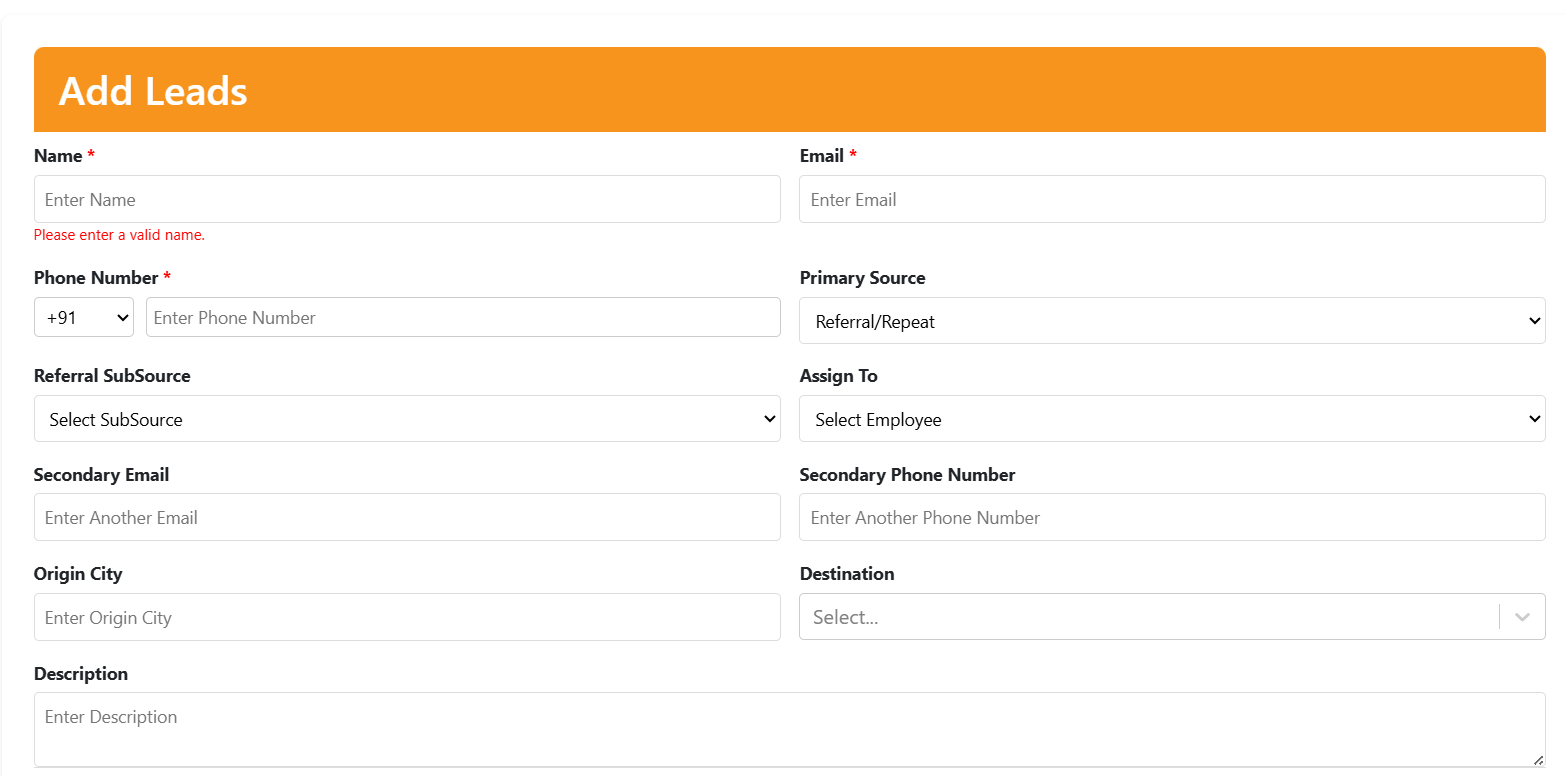 Add Leads
Name *
Email *
Enter Name
Enter Email
Please enter a valid name.
Phone Number *
Primary Source
+91
Enter Phone Number
Referral/Repeat
Referral SubSource
Assign To
Select SubSource
Select Employee
Secondary Email
Secondary Phone Number
Enter Another Email
Enter Another Phone Number
Origin City
Destination
Enter Origin City
Select...
Description
Enter Description